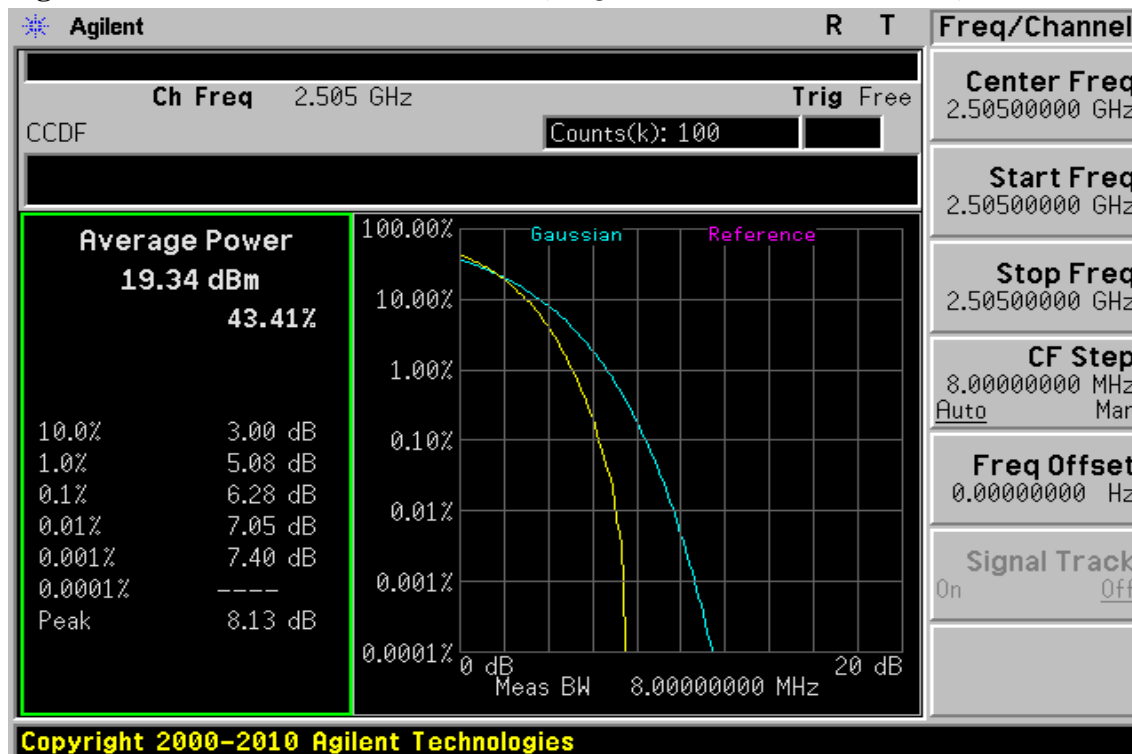 Agilent R T Freq/Channel
Ch Freq 2.505 GHz Trig Free
CCDF Counts(k): 100
Center Freq
2.50500000 GHz
Start Freq
2.50500000 GHz
Stop Freq
2.50500000 GHz
CF Step
8.00000000 MHz
Auto Man
Freq Offset
0.00000000 Hz
Signal Track
On Off
Average Power
19.34 dBm
43.41%
10.0% 3.00 dB
1.0% 5.08 dB
0.1% 6.28 dB
0.01% 7.05 dB
0.001% 7.40 dB
0.0001% ----
Peak 8.13 dB
Gaussian Reference
100.00%
10.00%
1.00%
0.10%
0.01%
0.001%
0.0001%
0 dB 20 dB
Meas BW 8.00000000 MHz
Copyright 2000-2010 Agilent Technologies